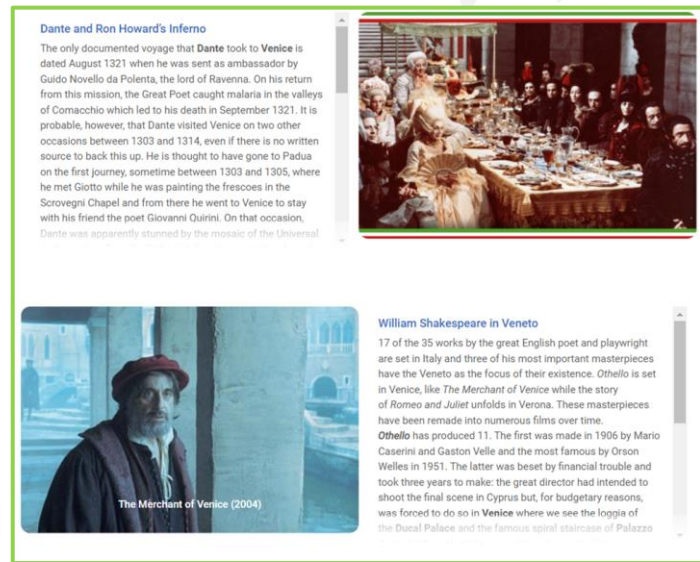 Dante and Ron Howard's Inferno
The only documented voyage that Dante took to Venice is
dated August 1321 when he was sent as ambassador by
Guido Novello da Polenta, the lord of Ravenna. On his return
from this mission, the Great Poet caught malaria in the valleys
of Comacchio which led to his death in September 1321. It is
probable, however, that Dante visited Venice on two other
occasions between 1303 and 1314, even if there is no written
source to back this up. He is thought to have gone to Padua
on the first journey, sometime between 1303 and 1305, where
he met Giotto while he was painting the frescoes in the
Scrovegni Chapel and from there he went to Venice to stay
with his friend the poet Giovanni Quirini. On that occasion,
Dante was apparently stunned by the mosaic of the Universal
The Merchant of Venice (2004)
William Shakespeare in Veneto
17 of the 35 works by the great English poet and playwright
are set in Italy and three of his most important masterpieces
have the Veneto as the focus of their existence. Othello is set
in Venice, like The Merchant of Venice while the story
of Romeo and Juliet unfolds in Verona. These masterpieces
have been remade into numerous films over time.
Othello has produced 11. The first was made in 1906 by Mario
Caserini and Gaston Velle and the most famous by Orson
Welles in 1951. The latter was beset by financial trouble and
took three years to make: the great director had intended to
shoot the final scene in Cyprus but, for budgetary reasons,
was forced to do so in Venice where we see the loggia of
the Ducal Palace and the famous spiral staircase of Palazzo